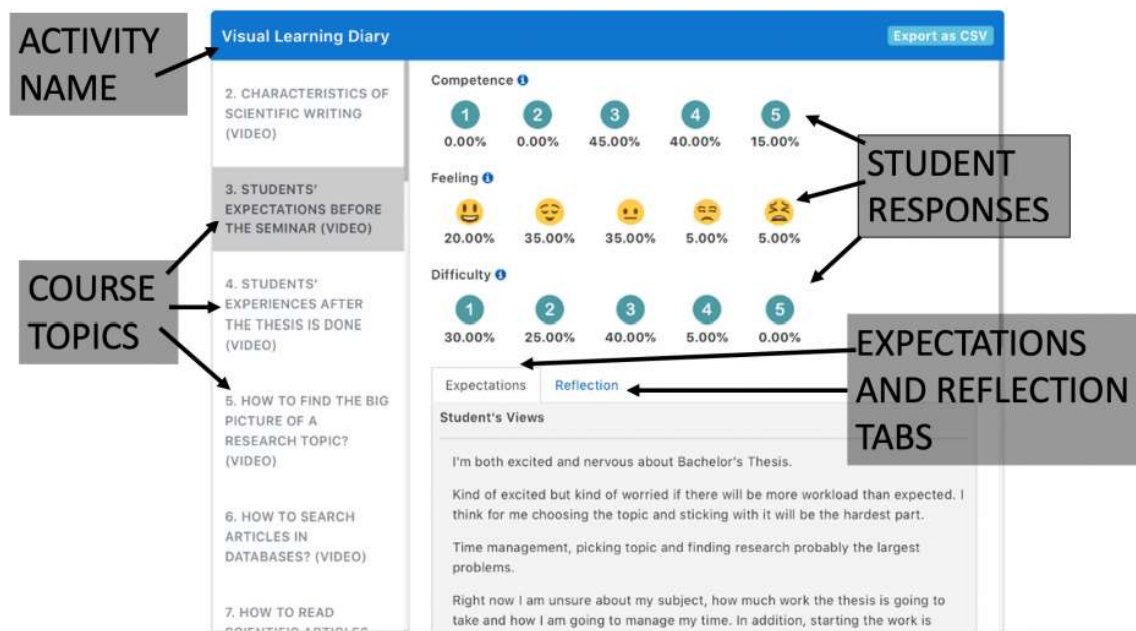 ACTIVITY
NAME
Visual Learning Diary
Export as CSV
2. CHARACTERISTICS OF
SCIENTIFIC WRITING
(VIDEO)
3. STUDENTS'
EXPECTATIONS BEFORE
THE SEMINAR (VIDEO)
4. STUDENTS'
EXPERIENCES AFTER
THE THESIS IS DONE
(VIDEO)
5. HOW TO FIND THE BIG
PICTURE OF A
RESEARCH TOPIC?
(VIDEO)
6. HOW TO SEARCH
ARTICLES IN
DATABASES? (VIDEO)
7. HOW TO READ
SCIENTIFIC ARTICLES
COURSE
TOPICS
Competence
1 2 3 4 5
0.00% 0.00% 45.00% 40.00% 15.00%
Feeling
20.00% 35.00% 35.00% 5.00% 5.00%
Difficulty
1 2 3 4 5
30.00% 25.00% 40.00% 5.00% 0.00%
STUDENT
RESPONSES
EXPECTATIONS
AND REFLECTION
TABS
Expectations Reflection
Student's Views
I'm both excited and nervous about Bachelor's Thesis.
Kind of excited but kind of worried if there will be more workload than expected. I
think for me choosing the topic and sticking with it will be the hardest part.
Time management, picking topic and finding research probably the largest
problems.
Right now I am unsure about my subject, how much work the thesis is going to
take and how I am going to manage my time. In addition, starting the work is